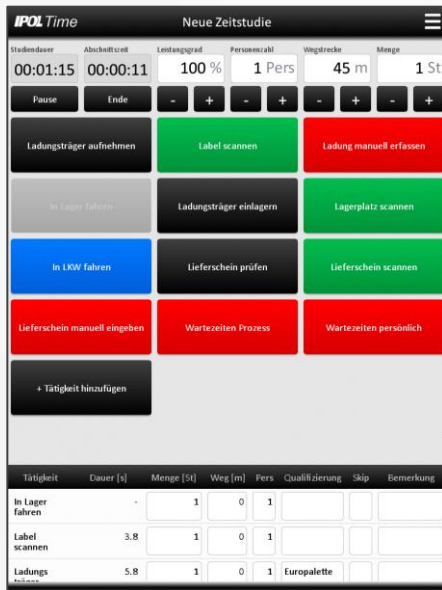 IPOL Time Neue Zeitstudie
Studiendauer Abschnittszeit Leistungsgrad Personenzahl Wegstrecke Menge
00:01:15 00:00:11 100 % 1 Pers 45 m 1 St
Pause Ende - + - + - + - +
Ladungsträger aufnehmen Label scannen Ladung manuell erfassen
In Lager fahren Ladungsträger einlagern Lagerplatz scannen
In LKW fahren Lieferschein prüfen Lieferschein scannen
Lieferschein manuell eingeben Wartezeiten Prozess Wartezeiten persönlich
+ Tätigkeit hinzufügen
Tätigkeit Dauer [s] Menge [St] Weg [m] Pers Qualifizierung Skip Bemerkung
In Lager - 1 0 1
fahren
Label 3.8 1 0 1
scannen
Ladungs 5.8 1 0 1 Europalette